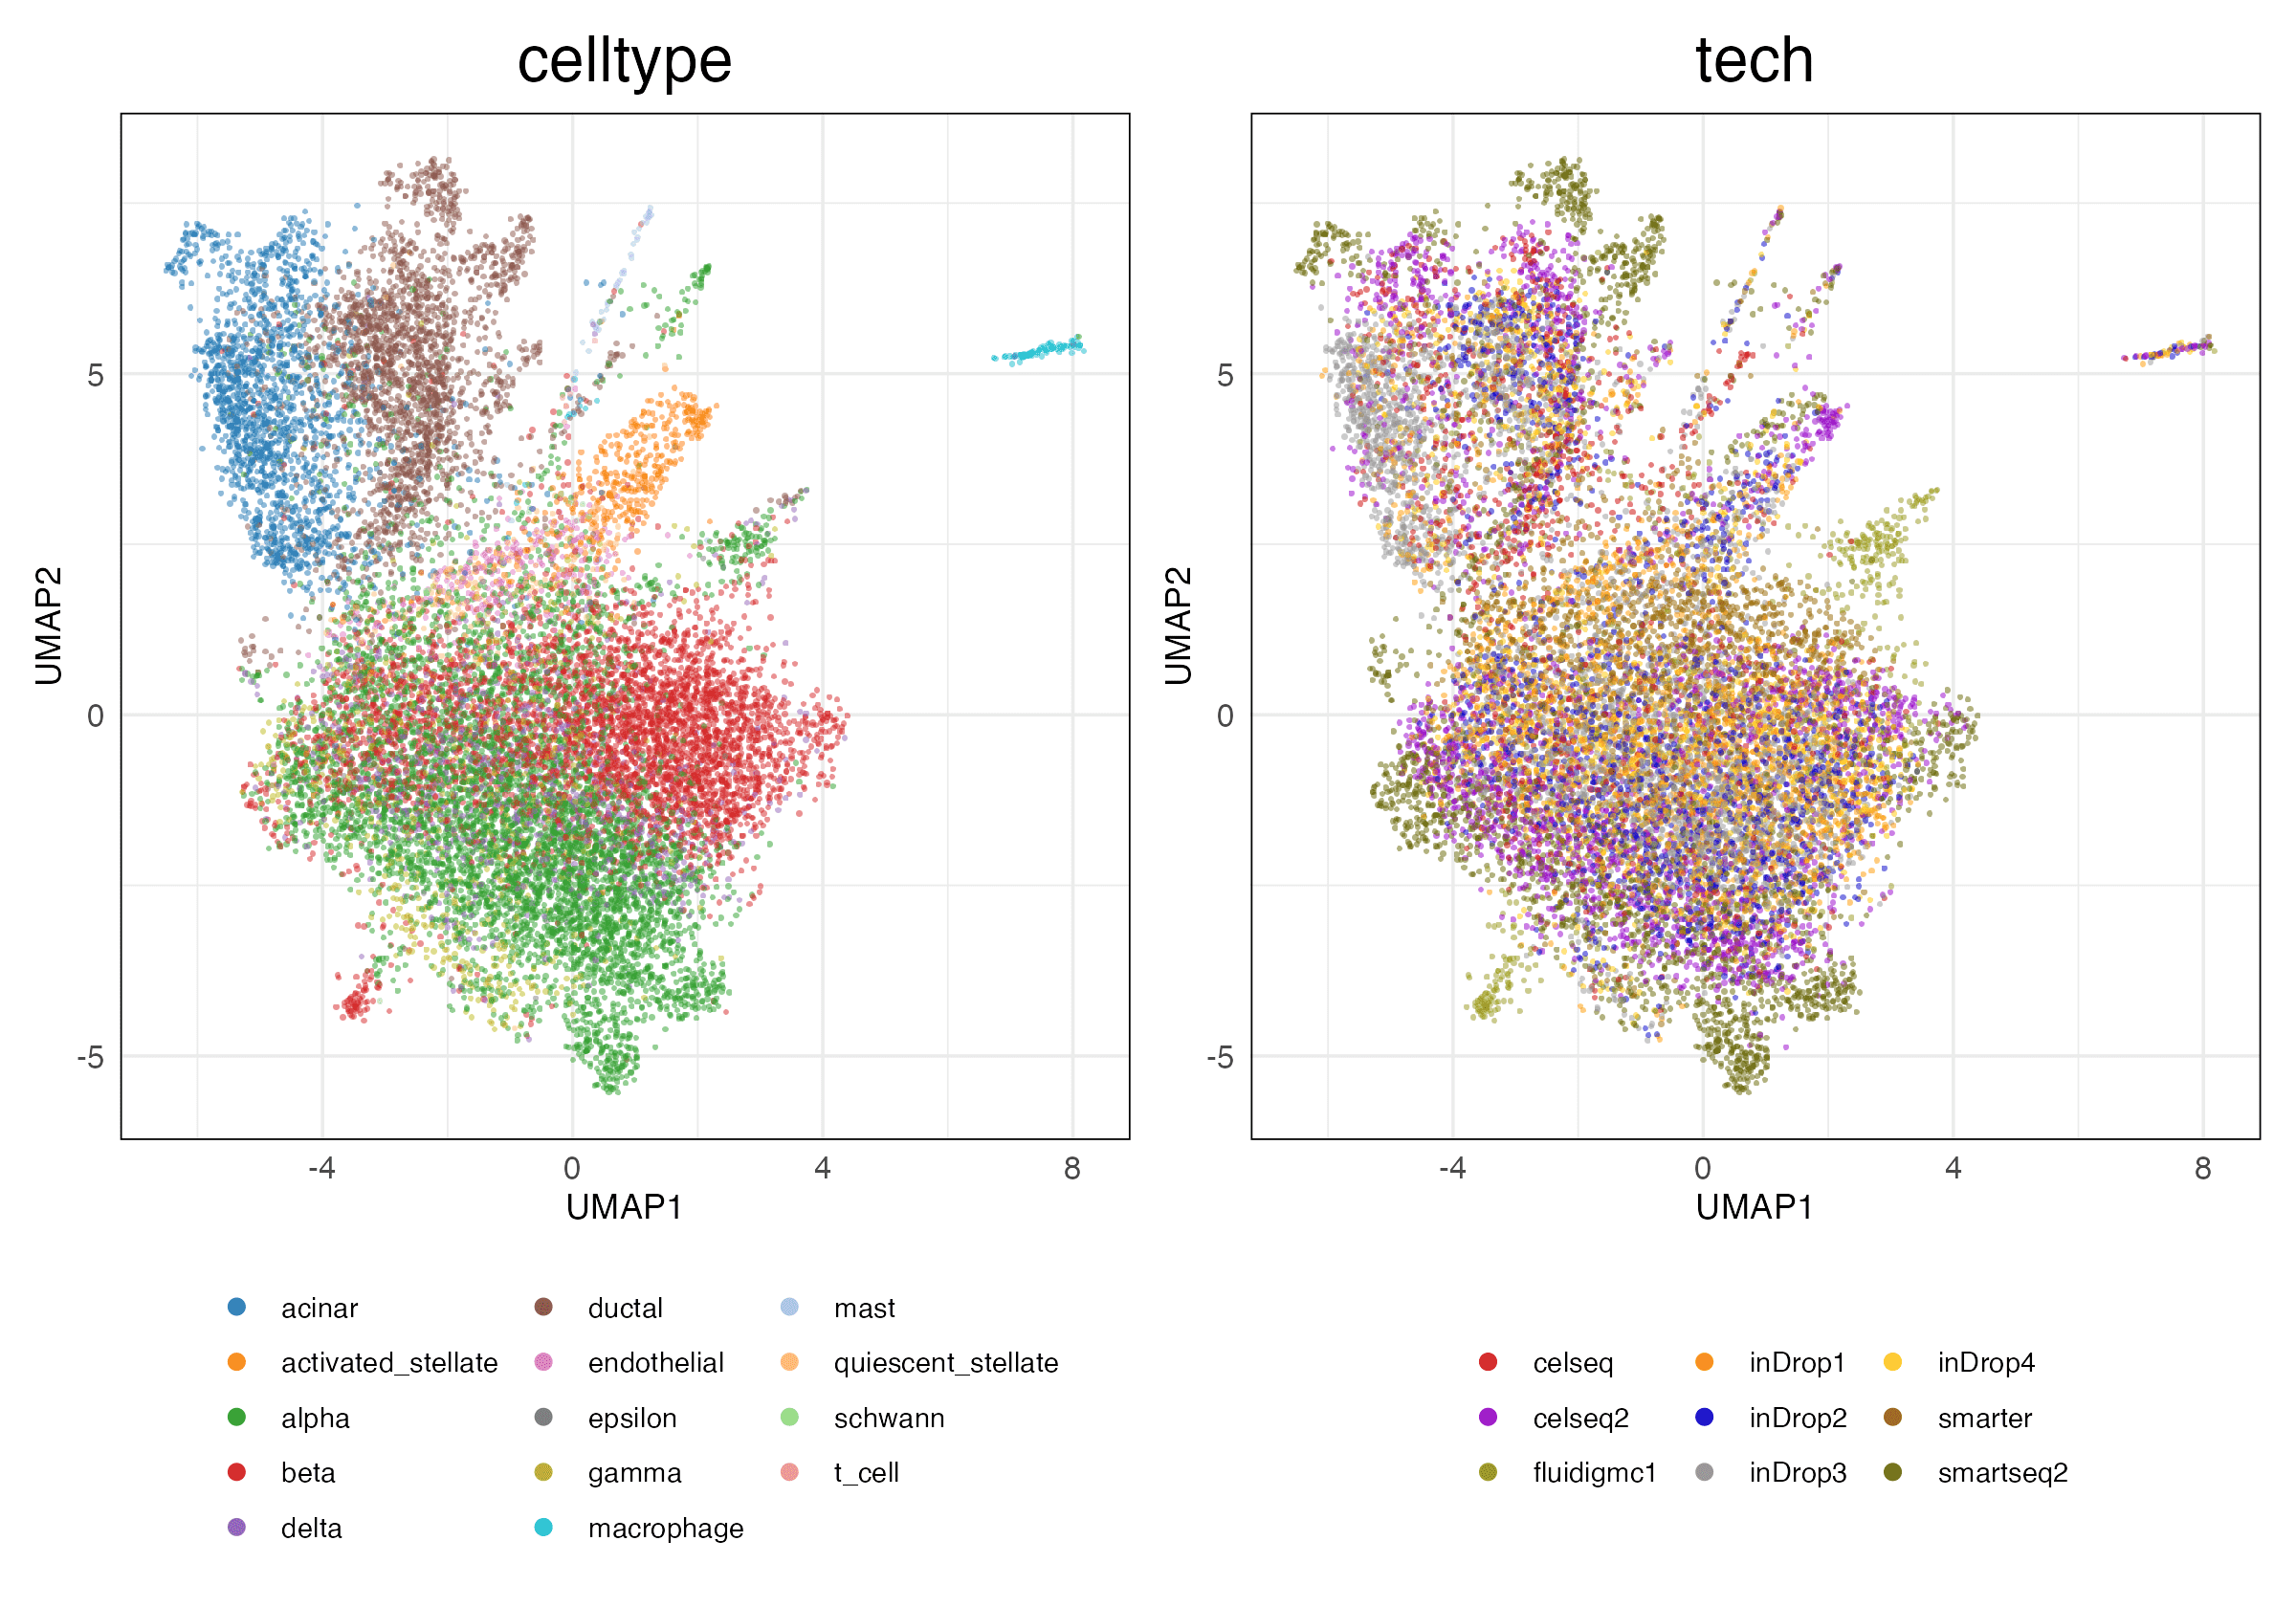 celltype
tech
UMAP2
5
0
-5
-4 0 4 8
UMAP1
UMAP2
5
0
-5
-4 0 4 8
UMAP1
acinar ductal mast
activated_stellate endothelial quiescent_stellate
alpha epsilon schwann
beta gamma t_cell
delta macrophage
celseq inDrop1 inDrop4
celseq2 inDrop2 smarter
fluidigmc1 inDrop3 smartseq2